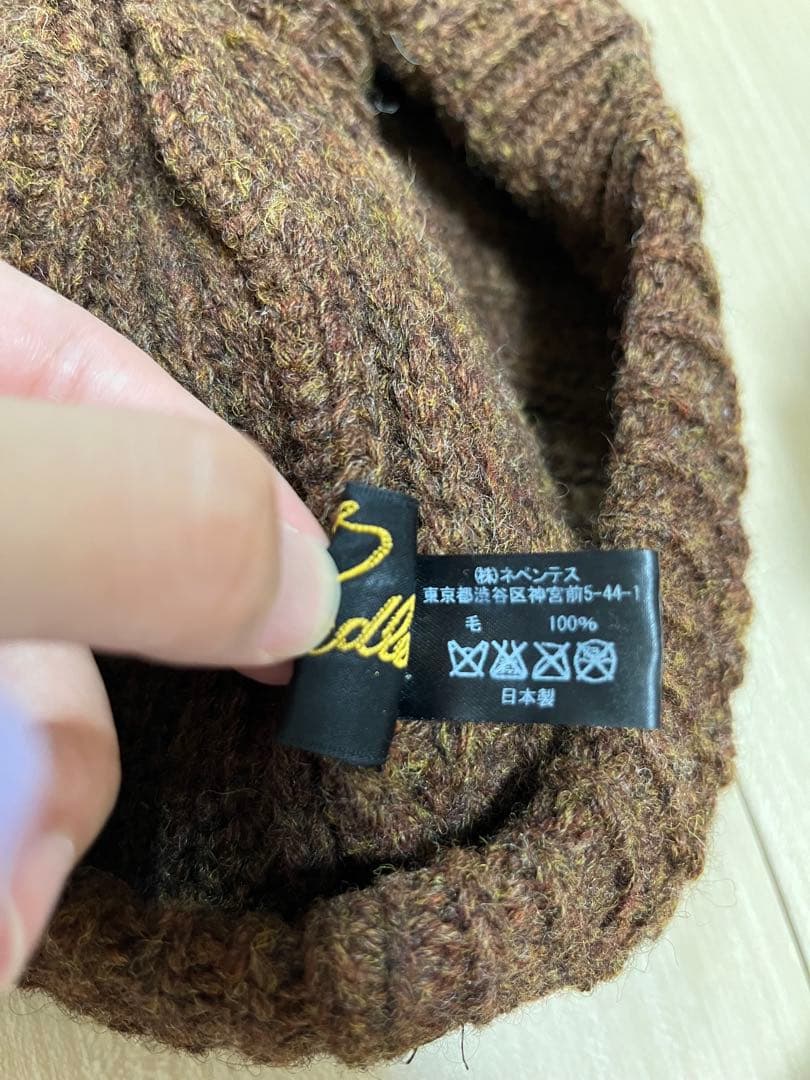 (株)ネペンテス
東京都渋谷区神宮前5-44-1
毛 100%
日本製